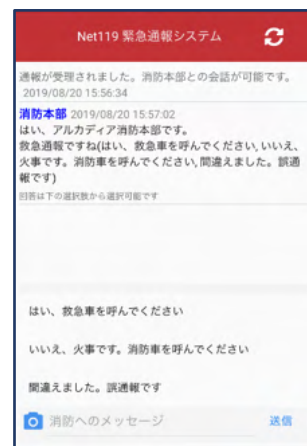 Net119 緊急通報システム
通報が受理されました。消防本部との会話が可能です。
2019/08/20 15:56:34
消防本部 2019/08/20 15:57:02
はい、アルカディア消防本部です。
救急通報ですね(はい、救急車を呼んでください,いいえ、
火事です。消防車を呼んでください,間違えました。誤通
報です)
回答は下の選択肢から選択可能です
はい、救急車を呼んでください
いいえ、火事です。消防車を呼んでください
間違えました。誤通報です
消防へのメッセージ
送信